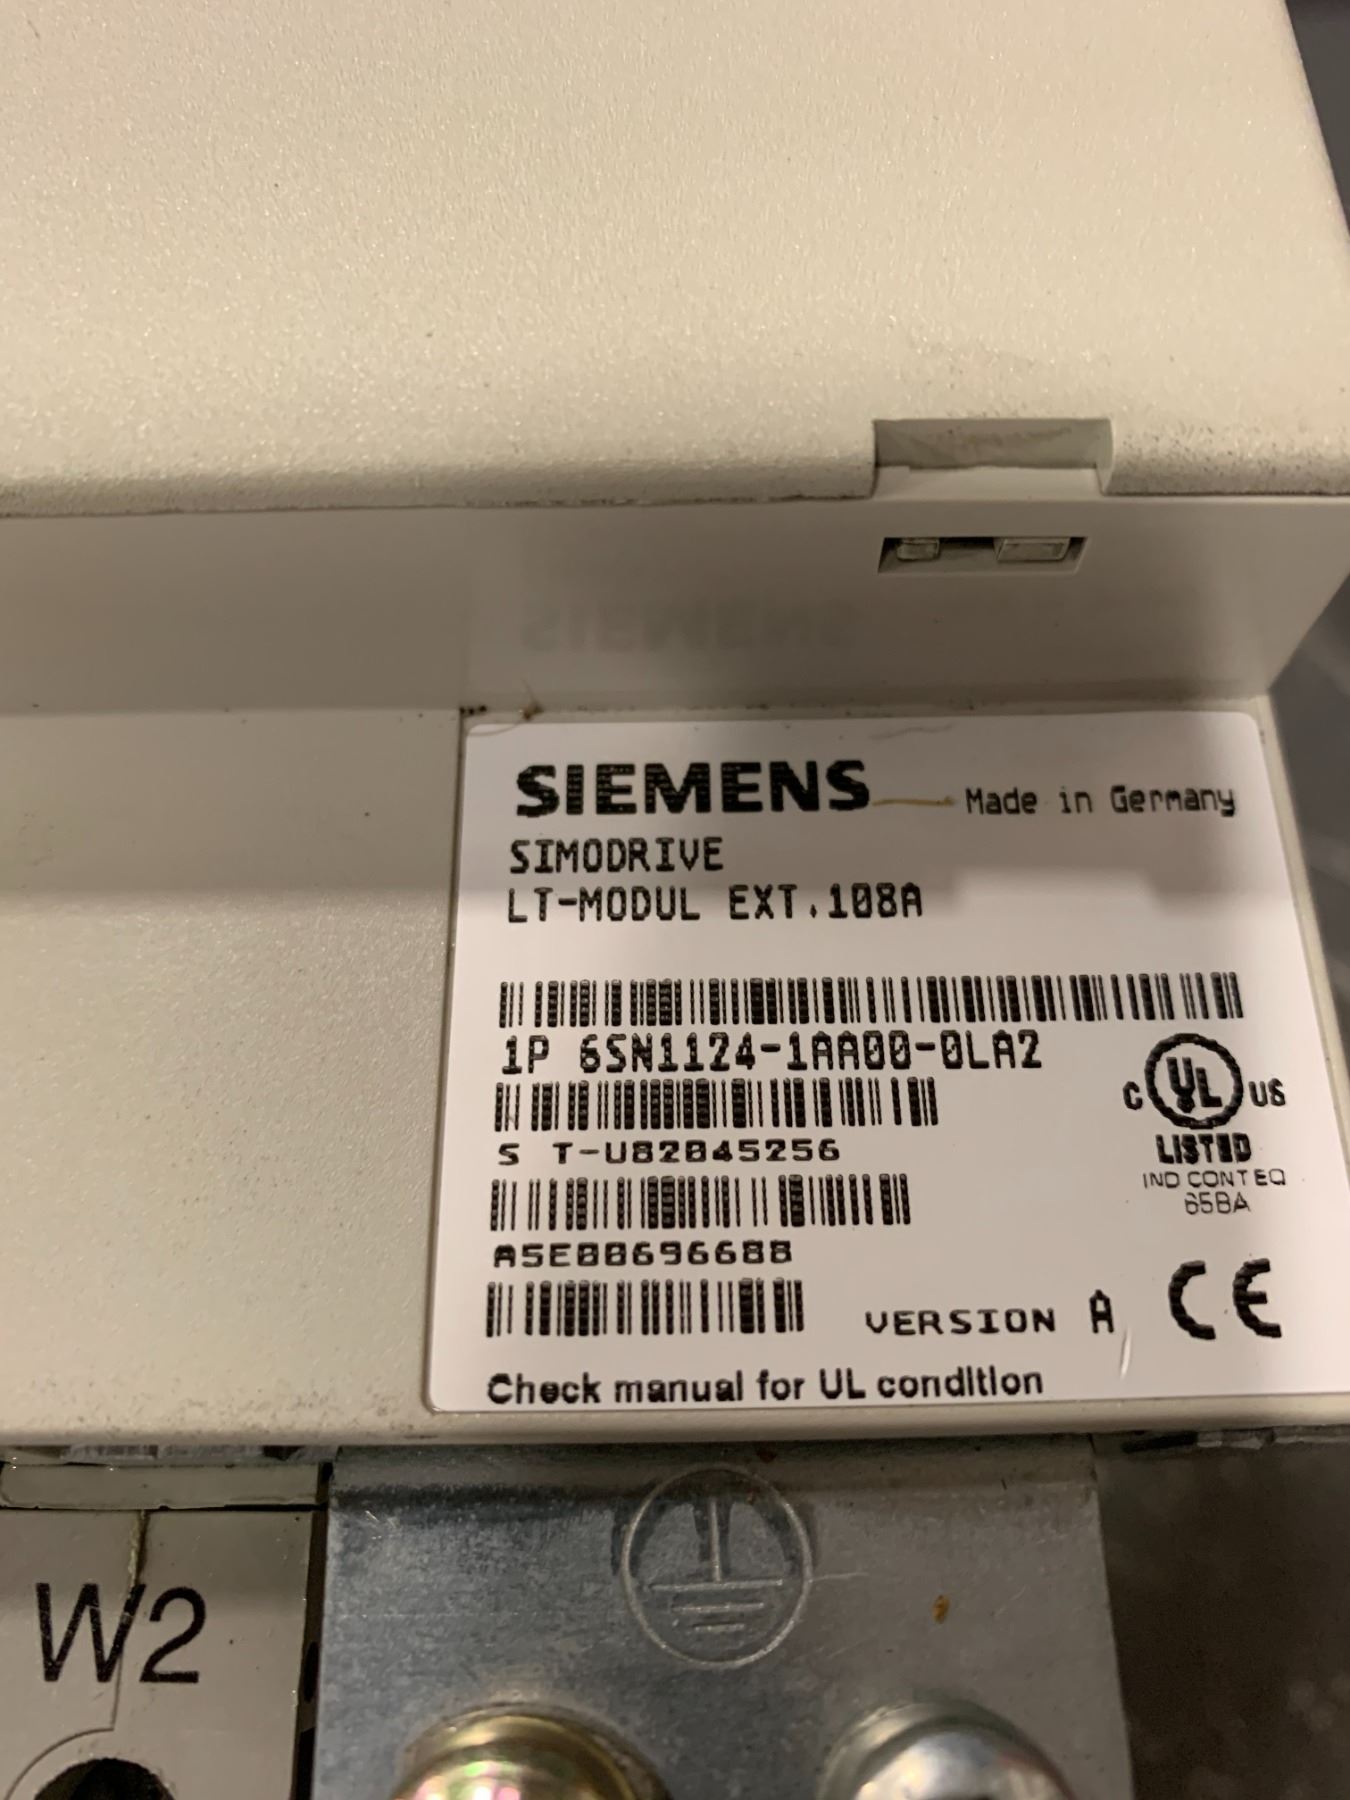 SIEMENS Made in Germany
SIMODRIVE
LT-MODUL EXT.108A
1P 6SN1124-1AA00-0LA2
C UL US
LISTED
IND CONT EQ
S T-U82045256
A5E00696688
VERSION A CE
Check manual for UL condition
W2